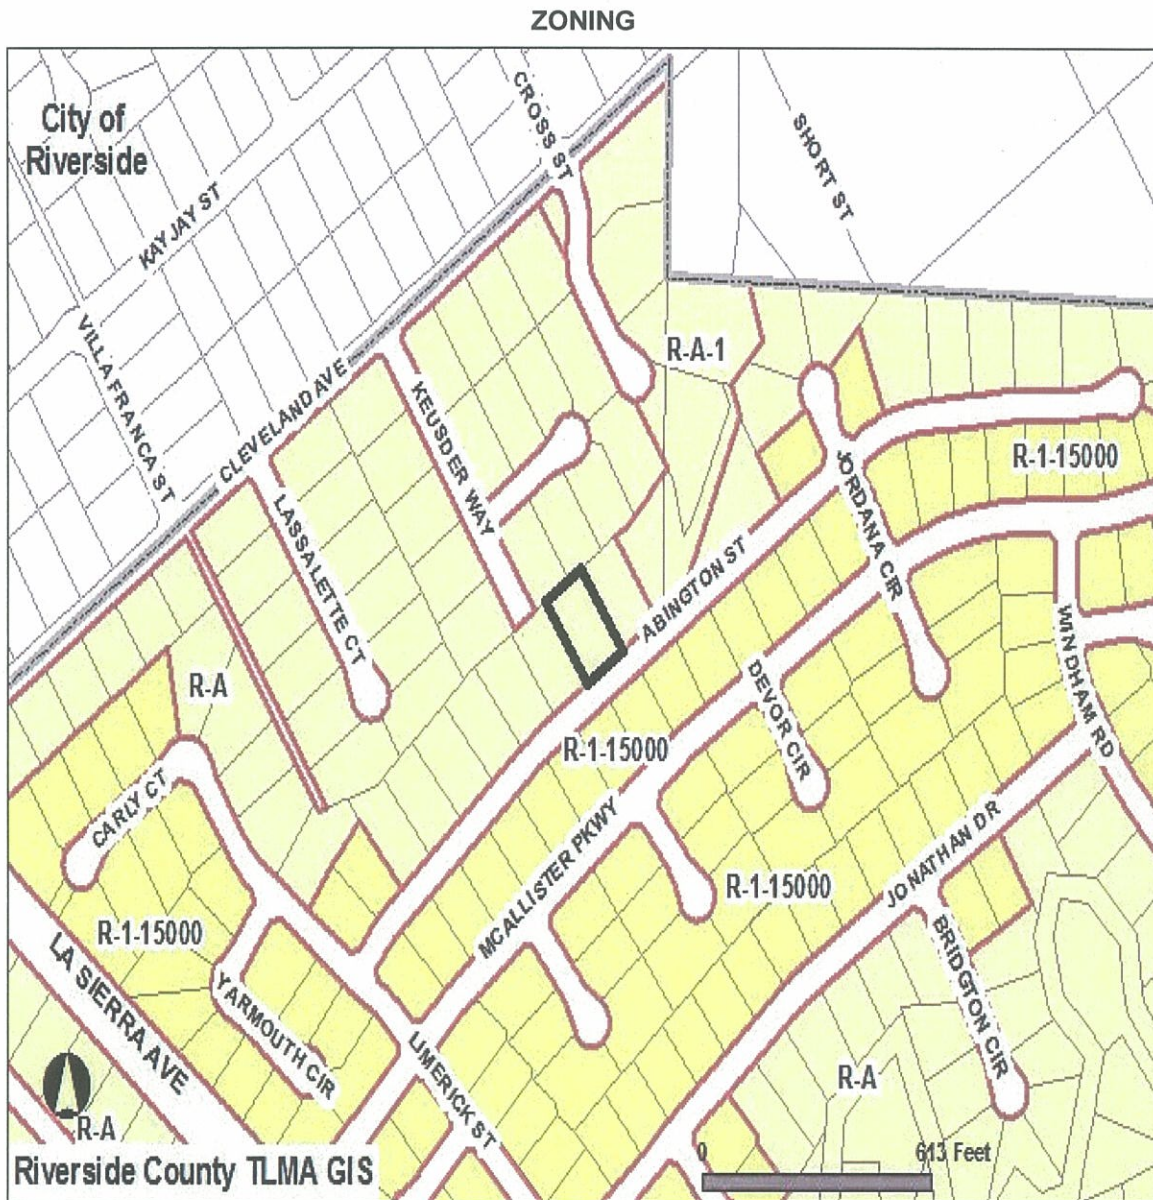 ZONING
City of
Riverside
CROSS ST
SHORT ST
KAYJAY ST
VILLA FRANCA ST
CLEVELAND AVE
KEUSDER WAY
R-A-1
R-1-15000
LASSALETTE CT
JORDANA CIR
ABINGTON ST
WINDHAM RD
R-A
DEVOR CIR
R-1-15000
CARLY CT
MCALLISTER PKWY
JONATHAN DR
R-1-15000
R-1-15000
BRIDGTON CIR
LA SIERRA AVE
YARMOUTH CIR
LIMERICK ST
R-A
R-A
0 613 Feet
Riverside County TLMA GIS